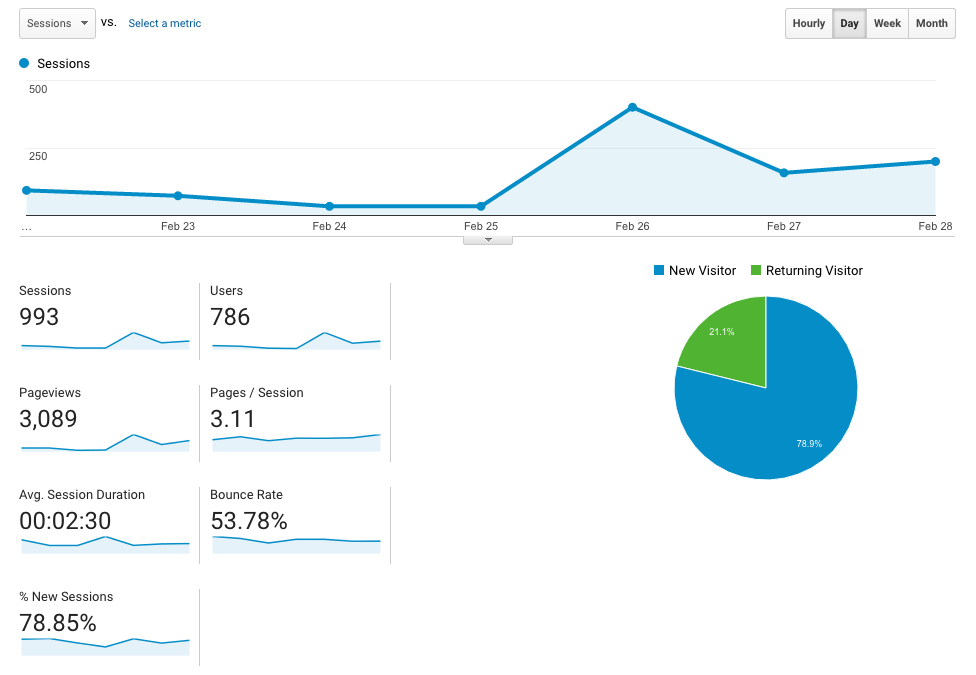 Sessions vs. Select a metric Hourly Day Week Month
Sessions
500
250
... Feb 23 Feb 24 Feb 25 Feb 26 Feb 27 Feb 28
New Visitor Returning Visitor
Sessions Users
993 786
21.1%
Pageviews Pages / Session
3,089 3.11
78.9%
Avg. Session Duration Bounce Rate
00:02:30 53.78%
% New Sessions
78.85%